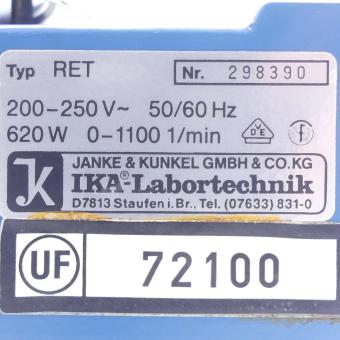 Typ RET Nr. 298390
200-250 V~ 50/60 Hz
620 W 0-1100 1/min
JANKE & KUNKEL GMBH & CO.KG
IKA®-Labortechnik
D7813 Staufen i. Br., Tel. (07633) 831-0
UF 72100